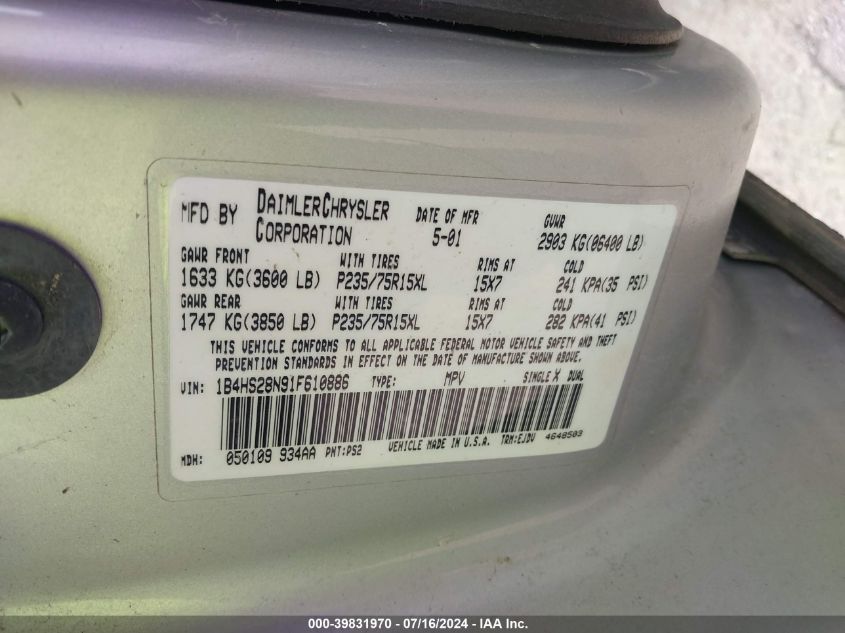 MFD BY DAIMLERCHRYSLER CORPORATION DATE OF MFR 5-01 GVWR 2903 KG(06400 LB)
GAWR FRONT WITH TIRES RIMS AT COLD
1633 KG(3600 LB) P235/75R15XL 15X7 241 KPA(35 PSI)
GAWR REAR WITH TIRES RIMS AT COLD
1747 KG(3850 LB) P235/75R15XL 15X7 282 KPA(41 PSI)
THIS VEHICLE CONFORMS TO ALL APPLICABLE FEDERAL MOTOR VEHICLE SAFETY AND THEFT
PREVENTION STANDARDS IN EFFECT ON THE DATE OF MANUFACTURE SHOWN ABOVE.
VIN: 1B4HS28N91F610886 TYPE: MPV SINGLE X DUAL
MDH: 050109 934AA PNT:PS2 VEHICLE MADE IN U.S.A. TRM:EJDV 4648503
000-39831970 - 07/16/2024 - IAA Inc.